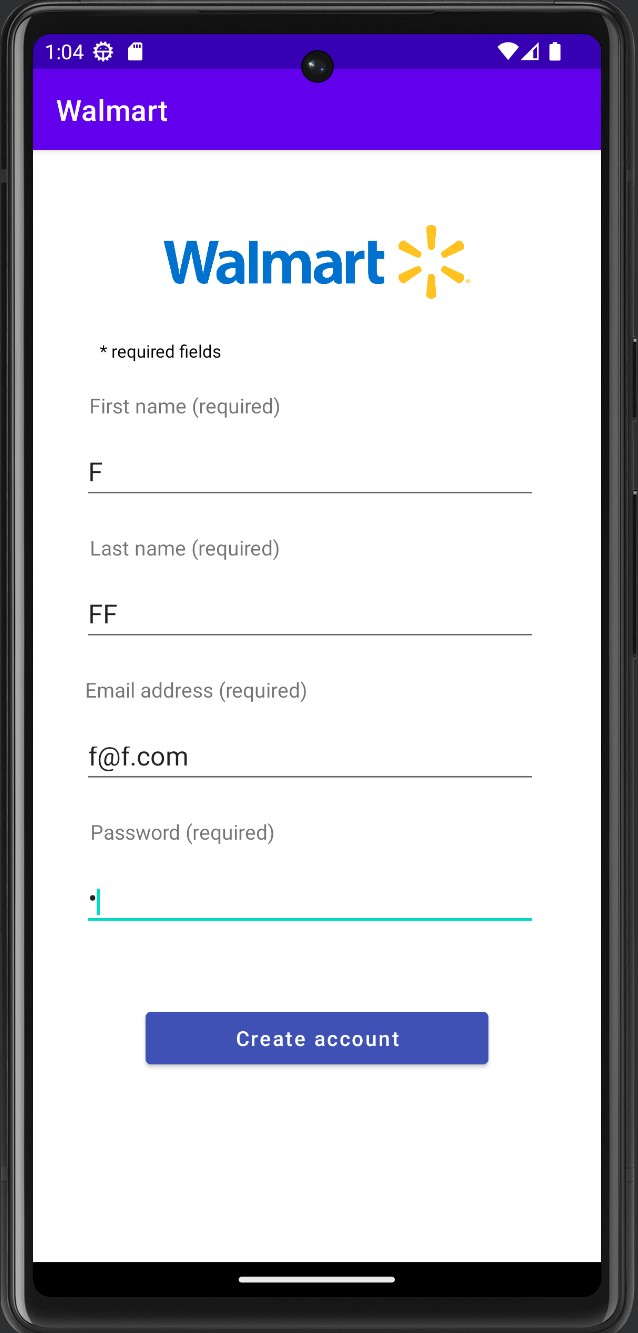 1:04
Walmart
Walmart
* required fields
First name (required)
F
Last name (required)
FF
Email address (required)
f@f.com
Password (required)
•
Create account